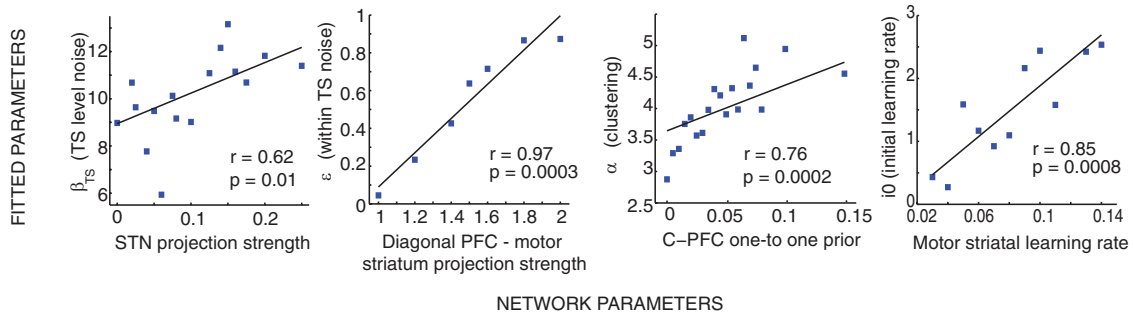 FITTED PARAMETERS
β_TS (TS level noise)
12
10
8
6
r = 0.62
p = 0.01
0
0.1
0.2
STN projection strength
ε (within TS noise)
1
0.8
0.6
0.4
0.2
0
r = 0.97
p = 0.0003
1
1.2
1.4
1.6
1.8
2
Diagonal PFC - motor
striatum projection strength
α (clustering)
5.5
5
4.5
4
3.5
3
2.5
r = 0.76
p = 0.0002
0
0.05
0.10
0.15
C-PFC one-to one prior
i0 (initial learning rate)
3
2
1
0
r = 0.85
p = 0.0008
0.02
0.06
0.1
0.14
Motor striatal learning rate
NETWORK PARAMETERS